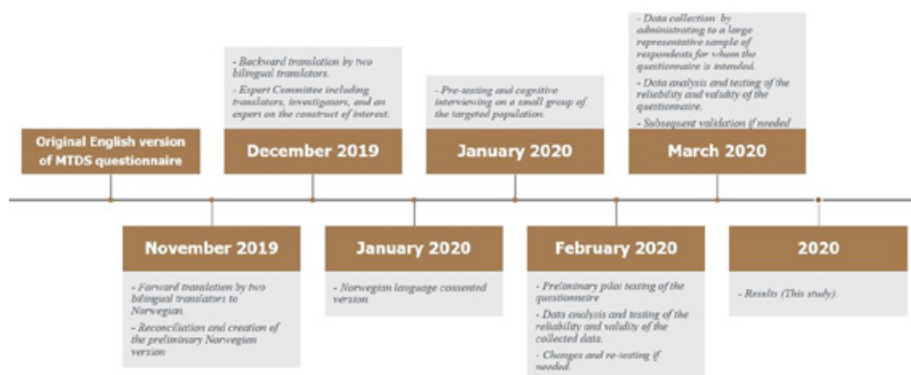 Original English version
of MTDS questionnaire
November 2019
- Forward translation by two
bilingual translators to
Norwegian.
- Reconciliation and creation of
the preliminary Norwegian
version
- Backward translation by two
bilingual translators.
- Expert Committee including
translators, investigators, and an
expert on the construct of interest.
December 2019
January 2020
- Norwegian language consented
version
- Pre-testing and cognitive
interviewing on a small group of
the targeted population.
January 2020
February 2020
- Preliminary pilot testing of the
questionnaire
- Data analysis and testing of the
reliability and validity of the
collected data.
- Changes and re-testing if
needed.
- Data collection by
administrating to a large
representative sample of
respondents for whom the
questionnaire is intended.
- Data analysis and testing of the
reliability and validity of the
questionnaire.
- Subsequent validation if needed
March 2020
2020
- Results (This study).